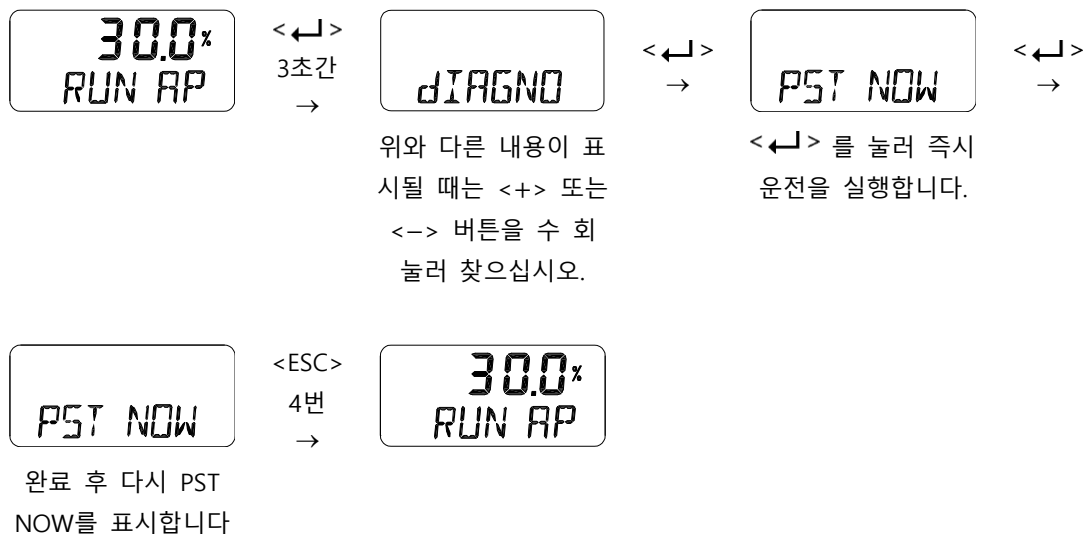 30.0%
RUN AP
<↵>
3초간
→
dIAGNO
<↵>
→
PST NOW
<↵>
→
위와 다른 내용이 표
시될 때는 <+> 또는
<–> 버튼을 수 회
눌러 찾으십시오.
<↵> 를 눌러 즉시
운전을 실행합니다.
PST NOW
<ESC>
4번
→
30.0%
RUN AP
완료 후 다시 PST
NOW를 표시합니다